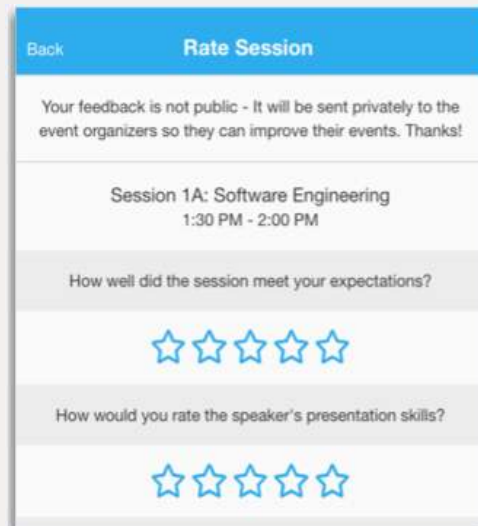 Back
Rate Session
Your feedback is not public - It will be sent privately to the
event organizers so they can improve their events. Thanks!
Session 1A: Software Engineering
1:30 PM - 2:00 PM
How well did the session meet your expectations?
How would you rate the speaker's presentation skills?